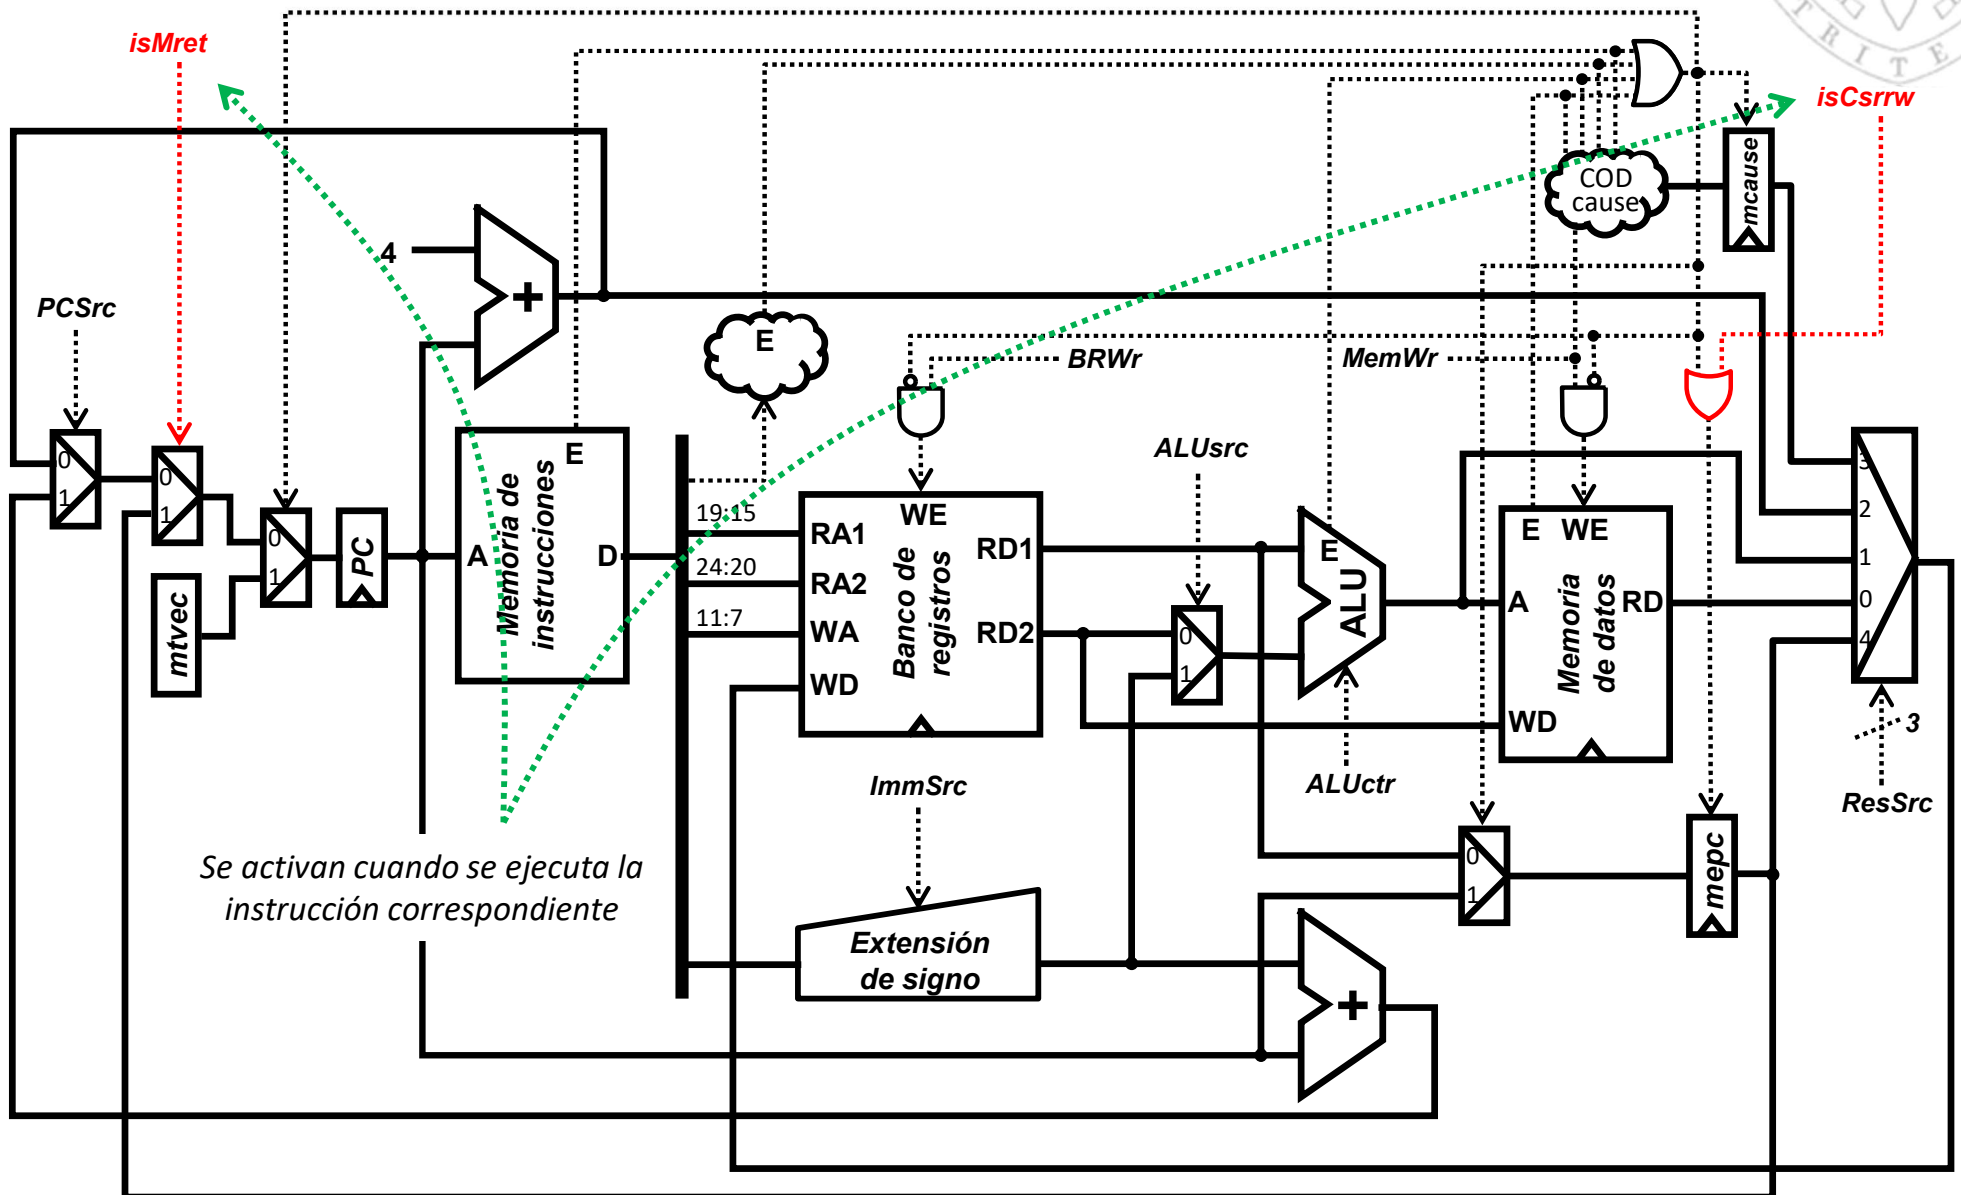 isMret
isCsrrw
T R I T E
COD
cause
mcause
4
+
PCSrc
E
BRWr
MemWr
0
1
0
1
0
1
mtvec
PC
A
Memoria de
instrucciones
E
D
19:15
24:20
11:7
RA1
RA2
WA
WD
WE
Banco de
registros
RD1
RD2
ALUsrc
0
1
E
ALU
ALUctr
E WE
A
Memoria
de datos
RD
WD
3
2
1
0
4
3
ResSrc
ImmSrc
Se activan cuando se ejecuta la
instrucción correspondiente
Extensión
de signo
+
0
1
mepc